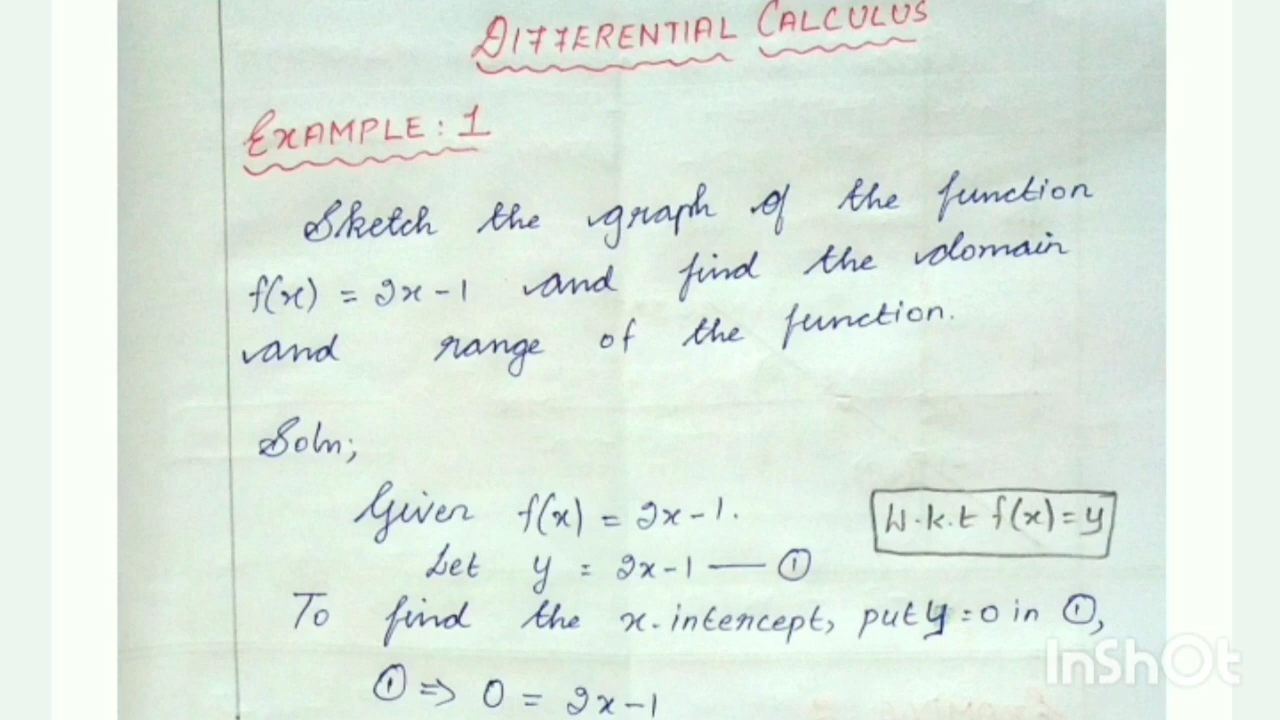 DIFFERENTIAL CALCULUS
EXAMPLE: 1
Sketch the graph of the function
f(x) = 2x-1 and find the domain
and range of the function.
Soln;
Given f(x) = 2x-1.
W.k.t f(x) = y
Let y = 2x-1 — ①
To find the x-intercept, put y=0 in ①,
① ⇒ 0 = 2x-1
InShOt